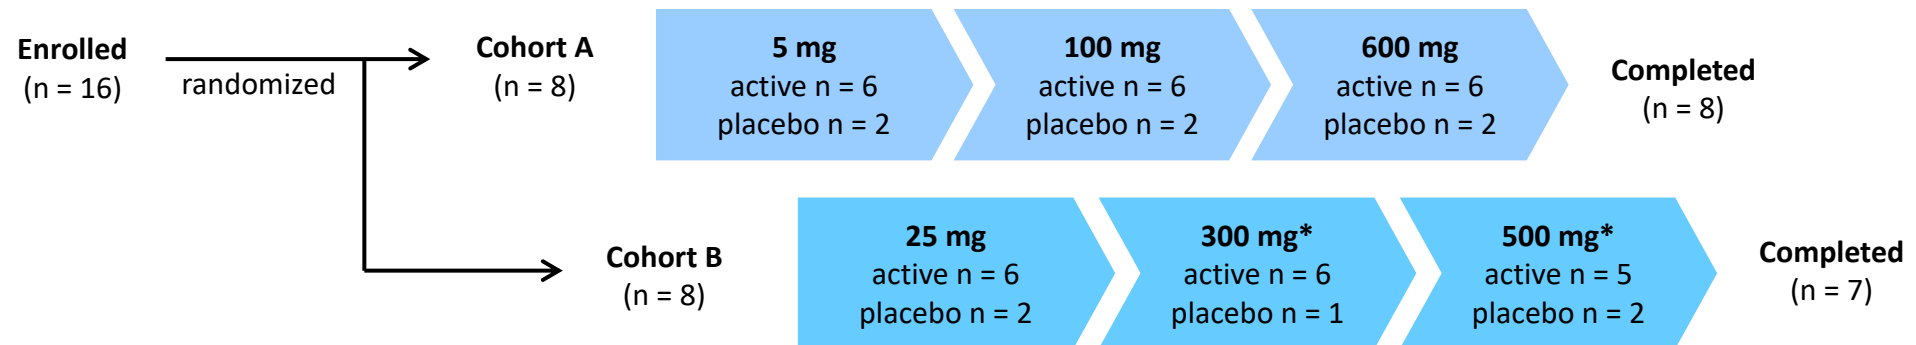 Enrolled
(n = 16)
randomized
Cohort A
(n = 8)
5 mg
active n = 6
placebo n = 2
100 mg
active n = 6
placebo n = 2
600 mg
active n = 6
placebo n = 2
Completed
(n = 8)
Cohort B
(n = 8)
25 mg
active n = 6
placebo n = 2
300 mg*
active n = 6
placebo n = 1
500 mg*
active n = 5
placebo n = 2
Completed
(n = 7)